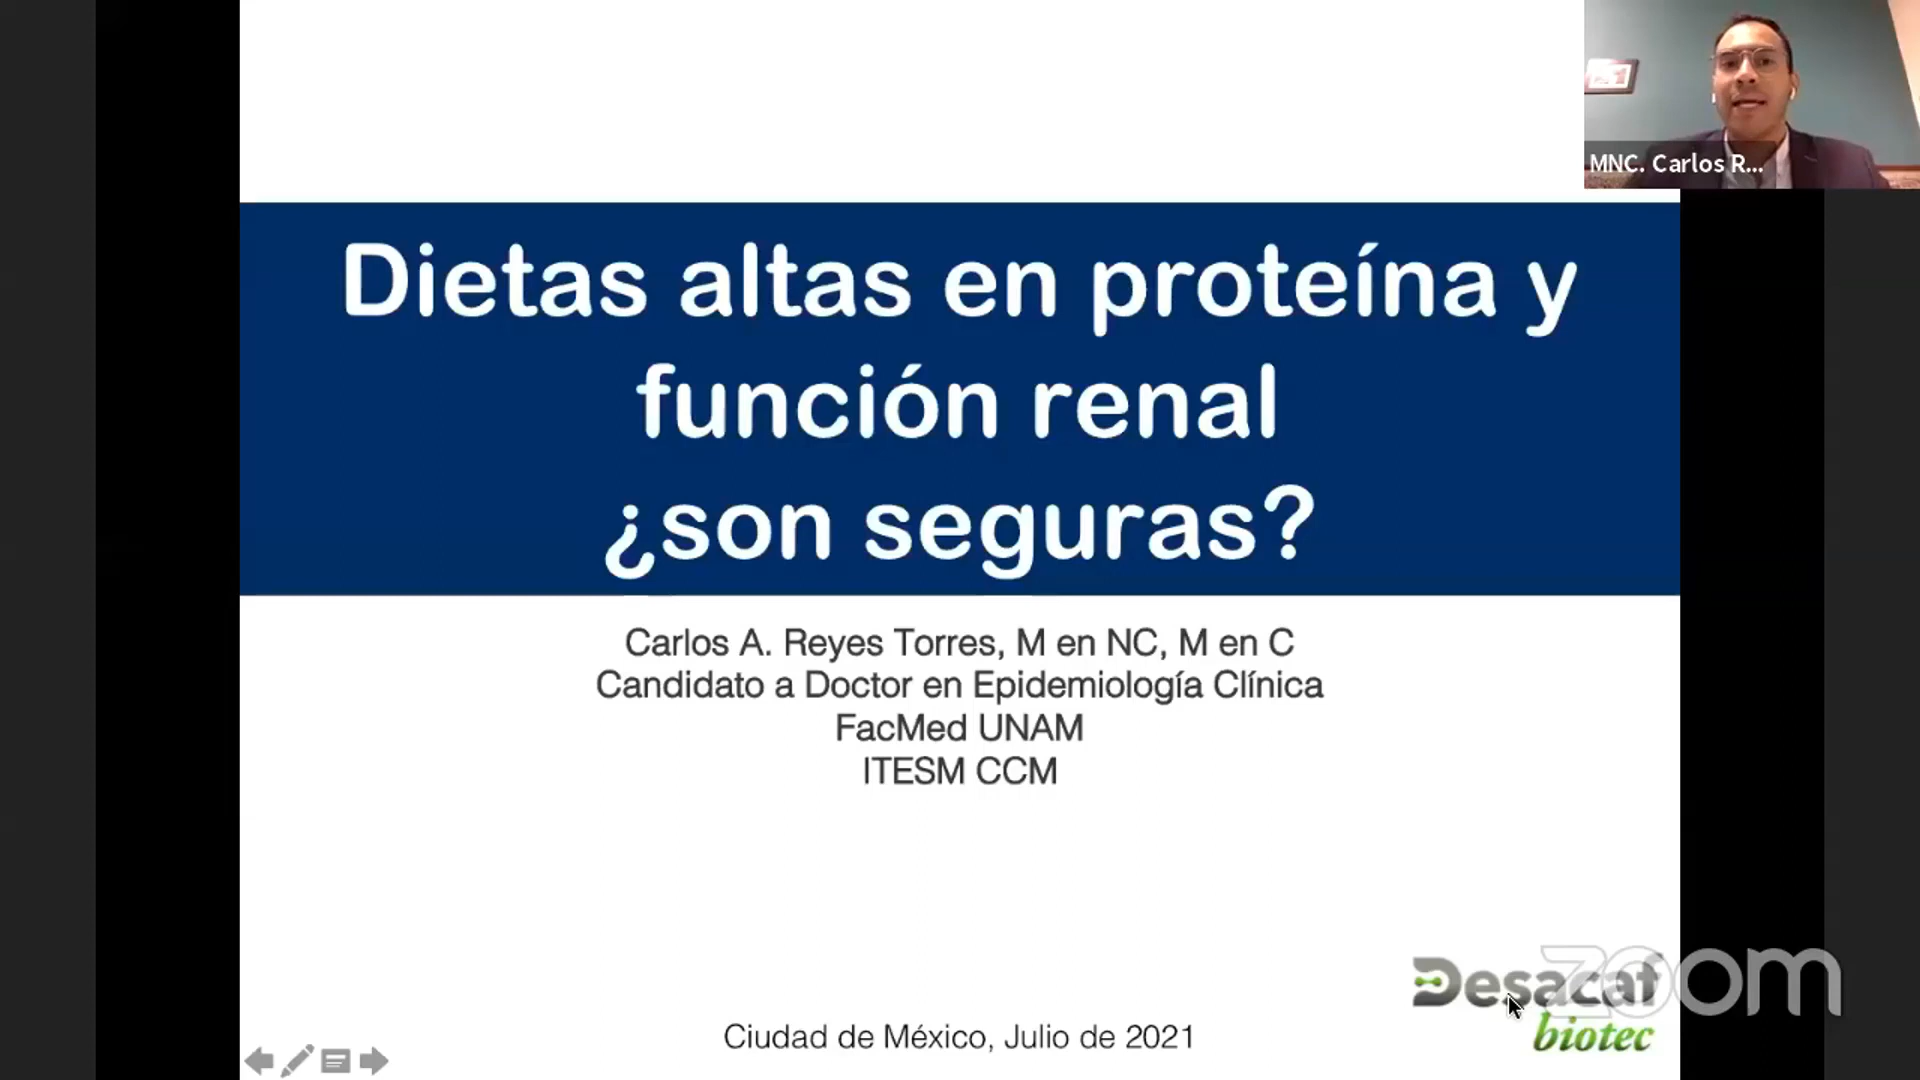 MNC. Carlos R...
Dietas altas en proteína y
función renal
¿son seguras?
Carlos A. Reyes Torres, M en NC, M en C
Candidato a Doctor en Epidemiología Clínica
FacMed UNAM
ITESM CCM
Desacaf
biotec
zoom
Ciudad de México, Julio de 2021